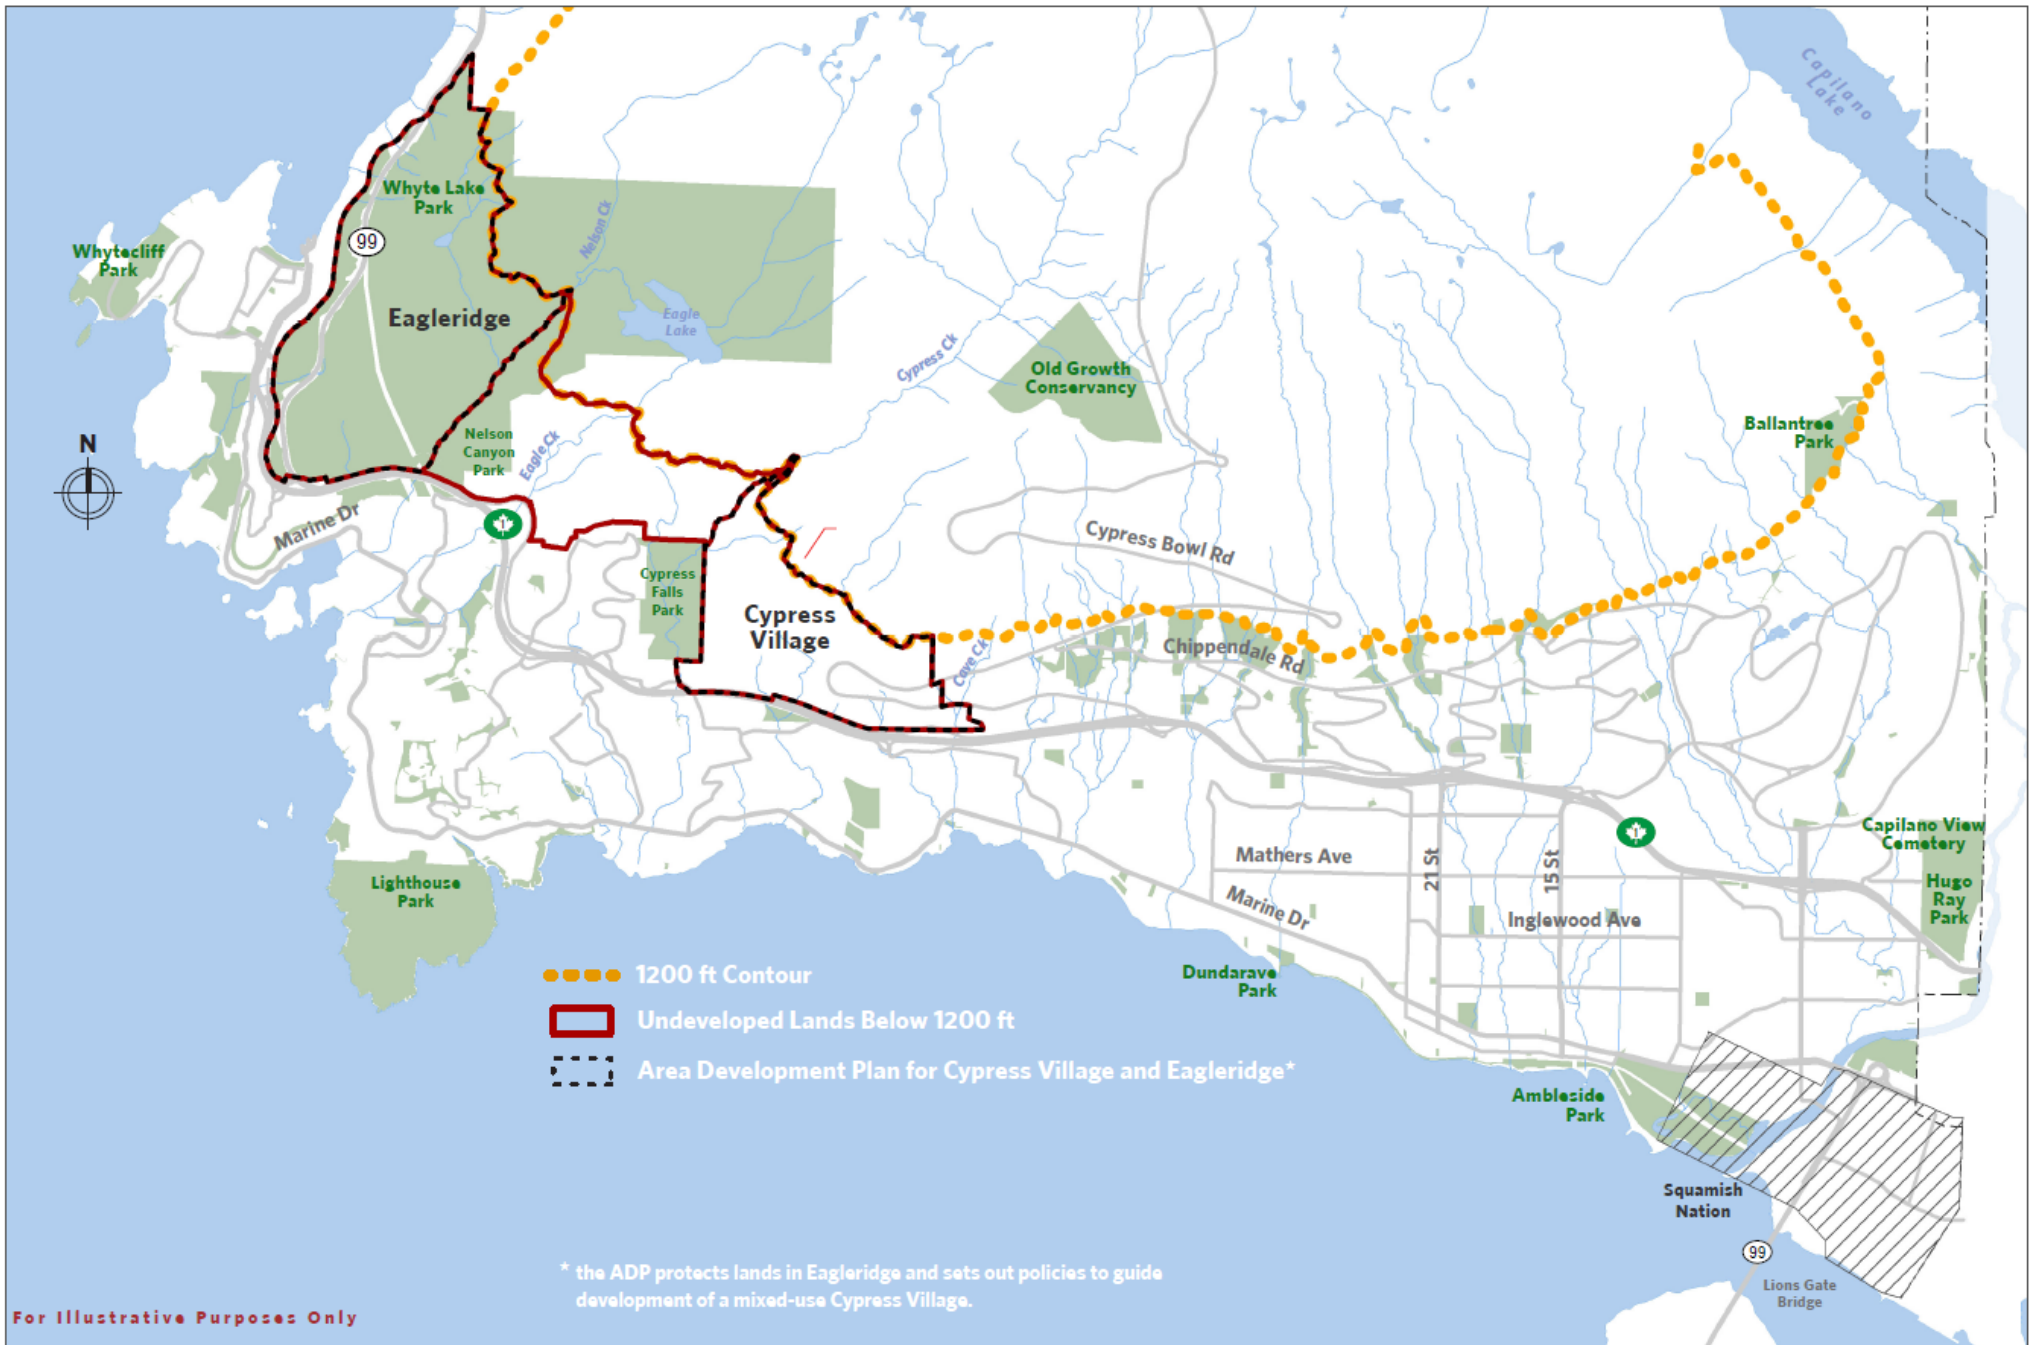 Capilano
Lake
Whyte Lake
Park
99
Nelson Ck
Whytecliff
Park
Eagleridge
Eagle
Lake
Cypress Ck
Old Growth
Conservancy
Ballantree
Park
N
Nelson
Canyon
Park
Eagle Ck
Marine Dr
1
Cypress Bowl Rd
Cypress
Falls
Park
Cypress
Village
Cave Ck
Chippendale Rd
Capilano View
Cemetery
1
Mathers Ave
21 St
15 St
Lighthouse
Park
Hugo
Ray
Park
Marine Dr
Inglewood Ave
Dundarave
Park
1200 ft Contour
Undeveloped Lands Below 1200 ft
Area Development Plan for Cypress Village and Eagleridge*
Ambleside
Park
Squamish
Nation
99
Lions Gate
Bridge
* the ADP protects lands in Eagleridge and sets out policies to guide
development of a mixed-use Cypress Village.
For Illustrative Purposes Only